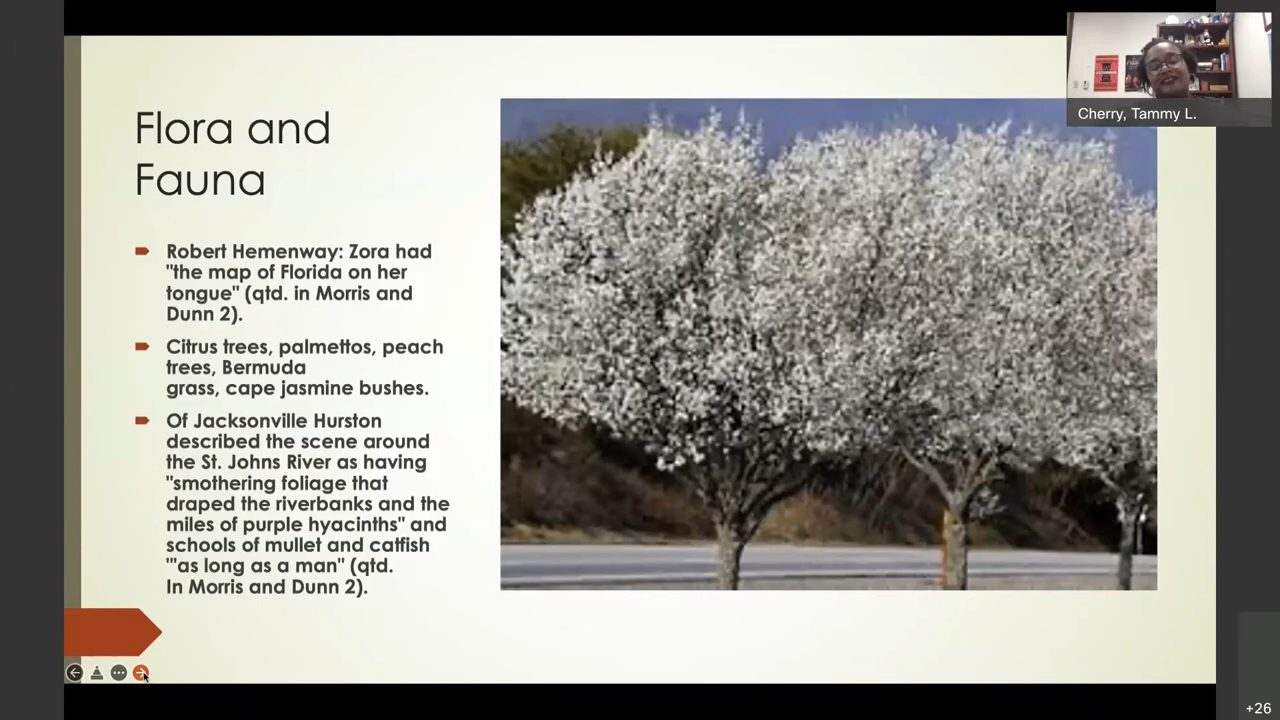 Flora and
Fauna
Robert Hemenway: Zora had
"the map of Florida on her
tongue" (qtd. in Morris and
Dunn 2).
Citrus trees, palmettos, peach
trees, Bermuda
grass, cape jasmine bushes.
Of Jacksonville Hurston
described the scene around
the St. Johns River as having
"smothering foliage that
draped the riverbanks and the
miles of purple hyacinths" and
schools of mullet and catfish
'"as long as a man" (qtd.
In Morris and Dunn 2).
Cherry, Tammy L.
+26